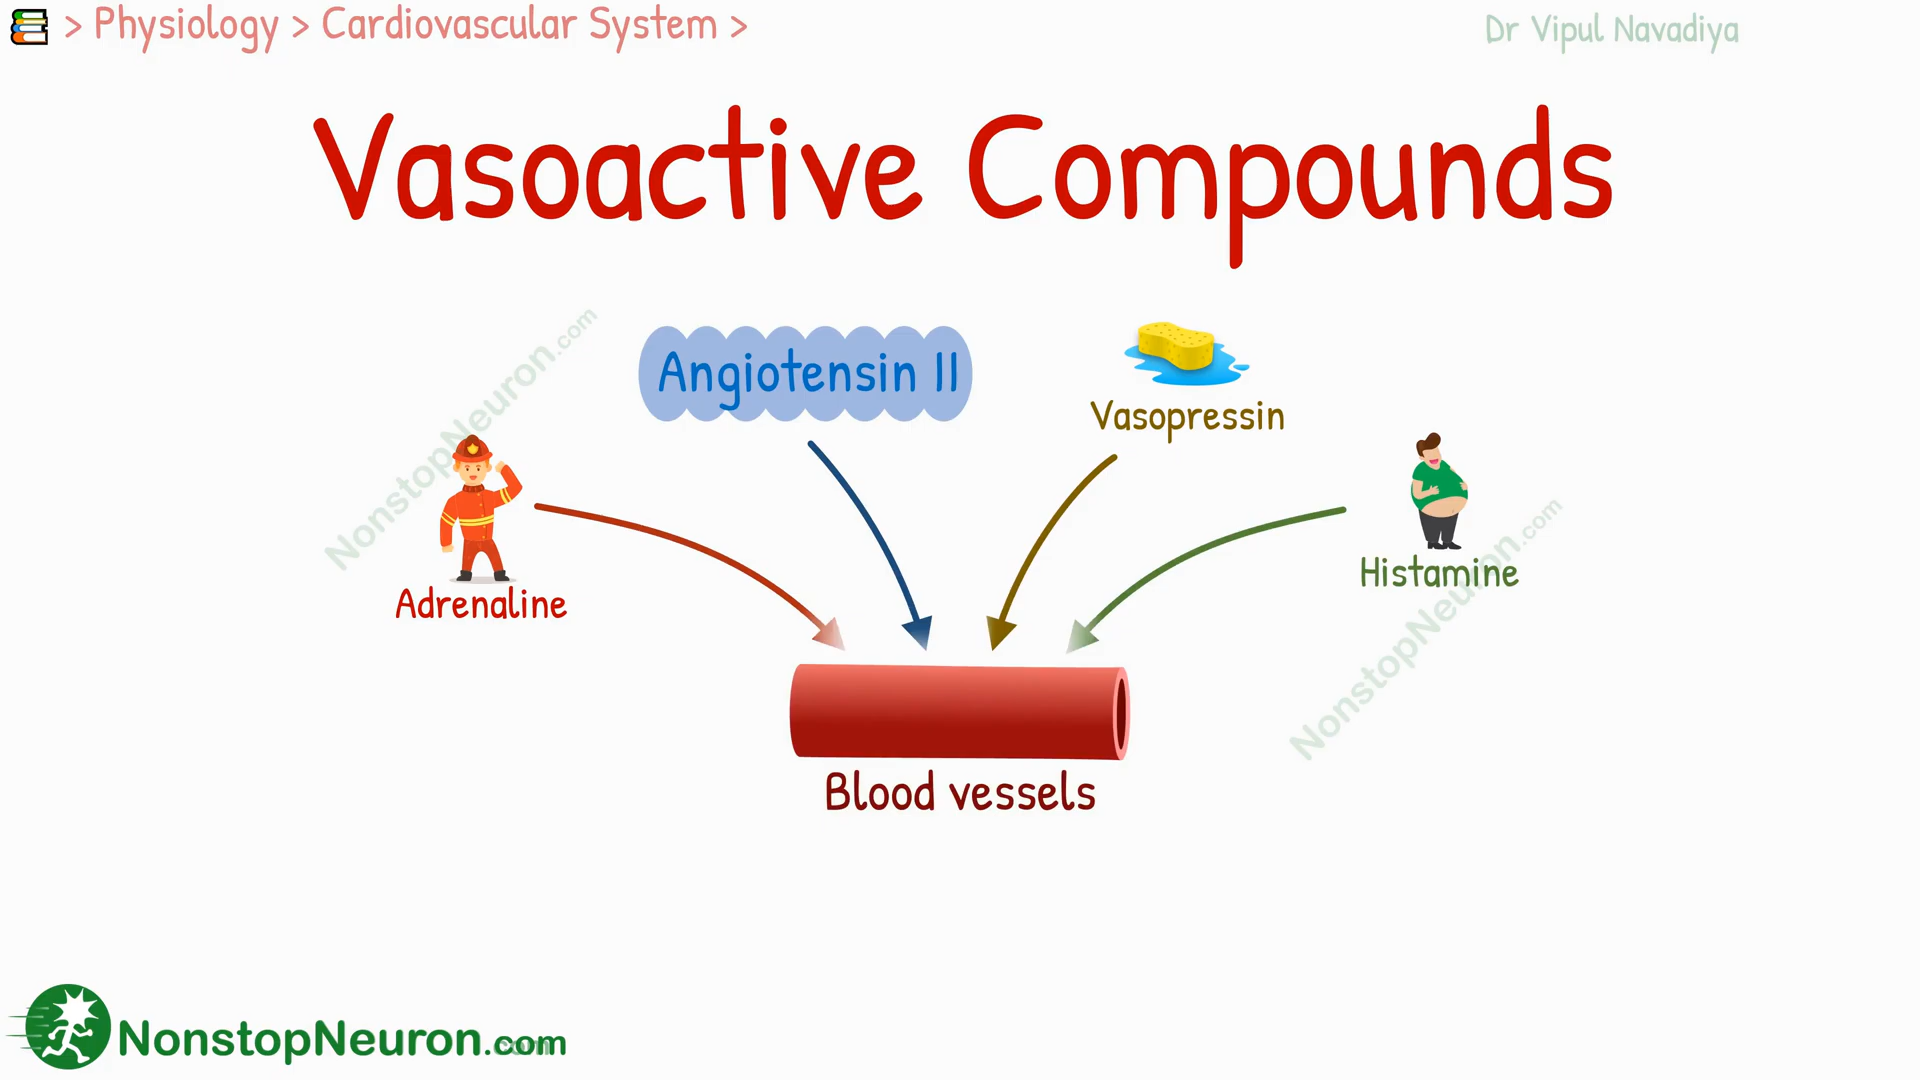 > Physiology > Cardiovascular System >
Dr Vipul Navadiya
Vasoactive Compounds
Angiotensin II
Vasopressin
Adrenaline
Histamine
Blood vessels
NonstopNeuron.com
NonstopNeuron.com
NonstopNeuron.com